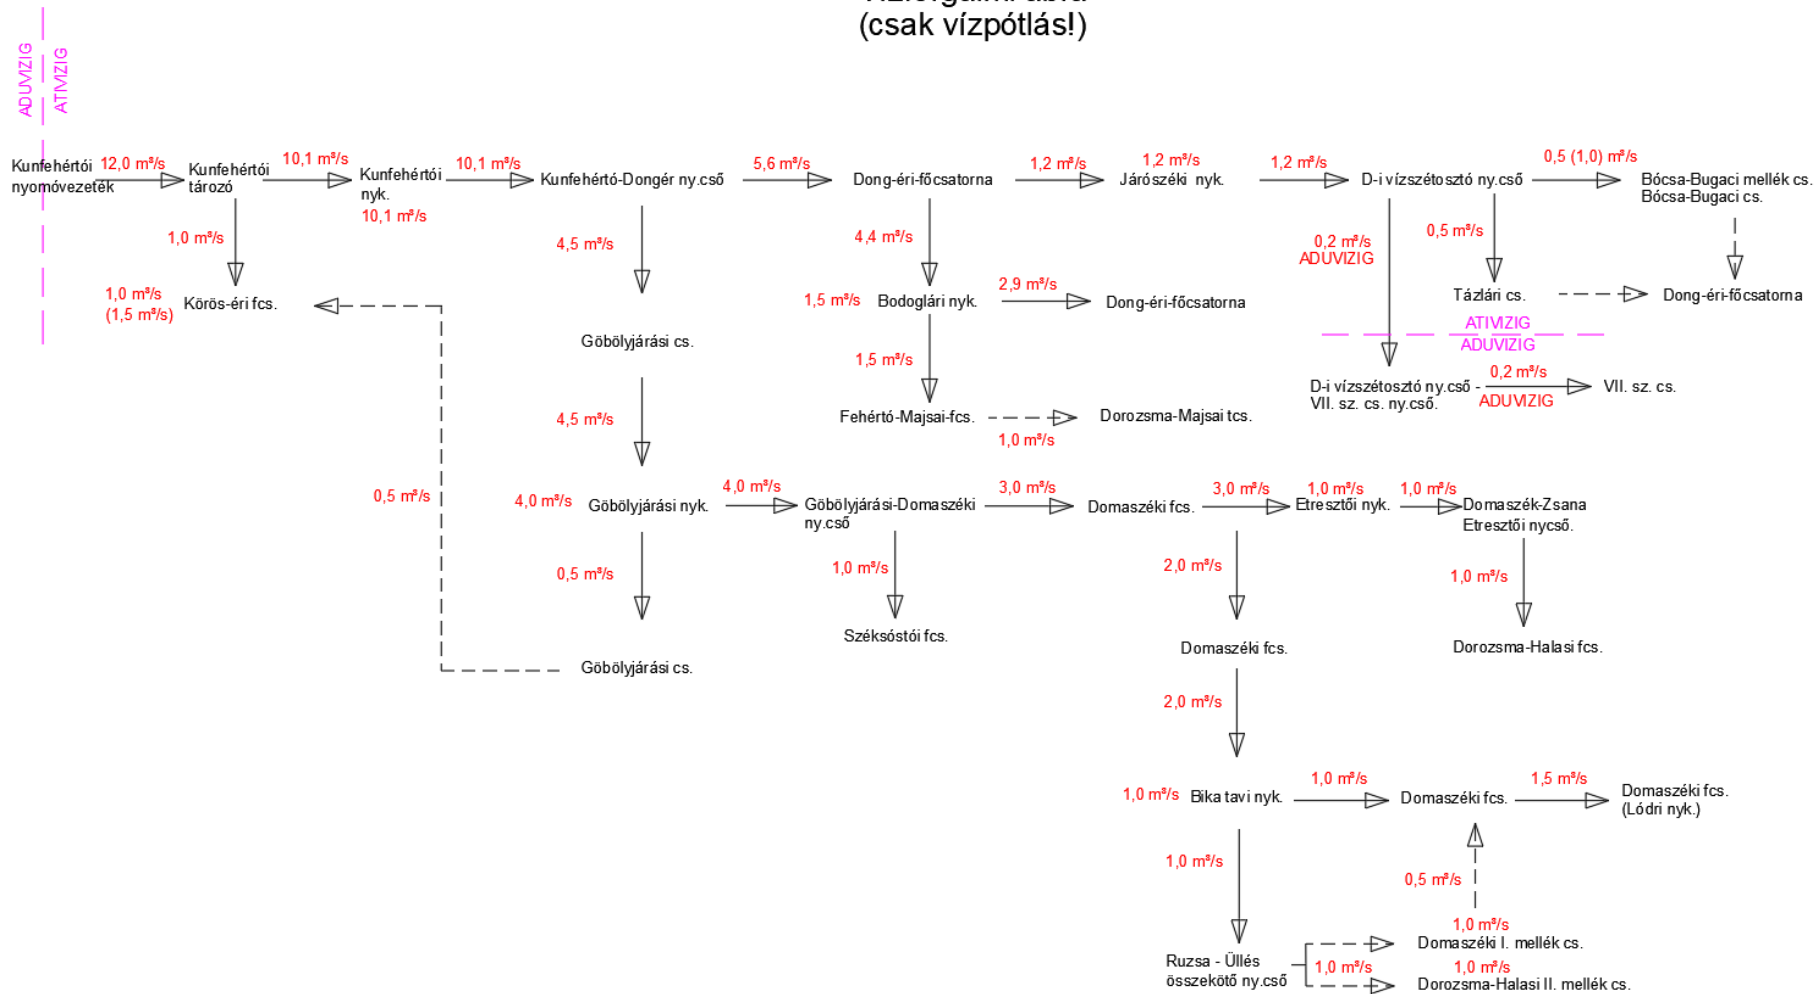 (csak vízpótlás!)
ADUVIZIG
ATIVIZIG
Kunfehértói
nyomóvezeték
12,0 m³/s
Kunfehértói
tározó
10,1 m³/s
Kunfehértói
nyk.
10,1 m³/s
10,1 m³/s
Kunfehértó-Dongér ny.cső
5,6 m³/s
Dong-éri-főcsatorna
1,2 m³/s
1,2 m³/s
Járószéki nyk.
1,2 m³/s
D-i vízszétosztó ny.cső
0,5 (1,0) m³/s
Bócsa-Bugaci mellék cs.
Bócsa-Bugaci cs.
1,0 m³/s
4,5 m³/s
4,4 m³/s
0,2 m³/s
ADUVIZIG
0,5 m³/s
1,0 m³/s
(1,5 m³/s)
Körös-éri fcs.
1,5 m³/s
Bodoglári nyk.
2,9 m³/s
Dong-éri-főcsatorna
Tázlári cs.
Dong-éri-főcsatorna
ATIVIZIG
ADUVIZIG
Göbölyjárási cs.
1,5 m³/s
D-i vízszétosztó ny.cső -
VII. sz. cs. ny.cső.
0,2 m³/s
ADUVIZIG
VII. sz. cs.
4,5 m³/s
Fehértó-Majsai-fcs.
1,0 m³/s
Dorozsma-Majsai tcs.
0,5 m³/s
4,0 m³/s
Göbölyjárási nyk.
4,0 m³/s
Göbölyjárási-Domaszéki
ny.cső
3,0 m³/s
Domaszéki fcs.
3,0 m³/s
1,0 m³/s
Etresztői nyk.
1,0 m³/s
Domaszék-Zsana
Etresztői nycső.
0,5 m³/s
1,0 m³/s
2,0 m³/s
1,0 m³/s
Göbölyjárási cs.
Széksóstói fcs.
Domaszéki fcs.
Dorozsma-Halasi fcs.
2,0 m³/s
1,0 m³/s
Bika tavi nyk.
1,0 m³/s
Domaszéki fcs.
1,5 m³/s
Domaszéki fcs.
(Lódri nyk.)
1,0 m³/s
0,5 m³/s
1,0 m³/s
Domaszéki I. mellék cs.
Ruzsa - Üllés
összekötő ny.cső
1,0 m³/s
1,0 m³/s
Dorozsma-Halasi II. mellék cs.